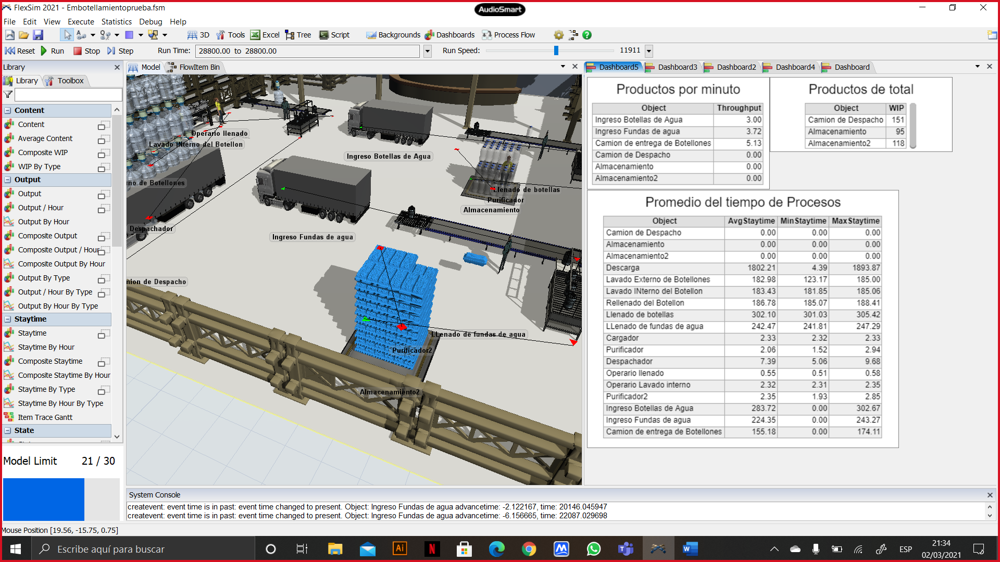 FlexSim 2021 - Embotellamientoprueba.fsm
AudioSmart
File Edit View Execute Statistics Debug Help
3D Tools Excel Tree Script Backgrounds Dashboards Process Flow
Reset Run Stop Step Run Time: 28800.00 to 28800.00 Run Speed: 11911
Library
Library Toolbox
Content
Content
Average Content
Composite WIP
WIP By Type
Output
Output
Output / Hour
Output By Hour
Composite Output
Composite Output / Hour
Composite Output By Hour
Output By Type
Output / Hour By Type
Output By Hour By Type
Staytime
Staytime
Staytime By Hour
Composite Staytime
Composite Staytime By Hour
Staytime By Type
Staytime By Hour By Type
Item Trace Gantt
State
Model Limit 21 / 30
Model FlowItem Bin
Operario llenado
Lavado INterno del Botellon
Ingreso Botellas de Agua
no de Botellones
Llenado de botellas
Purificador
Almacenamiento
Despachador
Ingreso Fundas de agua
nion de Despacho
LLenado de fundas de agua
Purificador2
Almacenamiento2
Dashboard5 Dashboard3 Dashboard2 Dashboard4 Dashboard
Productos por minuto
Object Throughput
Ingreso Botellas de Agua 3.00
Ingreso Fundas de agua 3.72
Camion de entrega de Botellones 5.13
Camion de Despacho 0.00
Almacenamiento 0.00
Almacenamiento2 0.00
Productos de total
Object WIP
Camion de Despacho 151
Almacenamiento 95
Almacenamiento2 118
Promedio del tiempo de Procesos
Object AvgStaytime MinStaytime MaxStaytime
Camion de Despacho 0.00 0.00 0.00
Almacenamiento 0.00 0.00 0.00
Almacenamiento2 0.00 0.00 0.00
Descarga 1802.21 4.39 1893.87
Lavado Externo de Botellones 182.98 123.17 185.00
Lavado INterno del Botellon 183.43 181.85 185.06
Rellenado del Botellon 186.78 185.07 188.41
Llenado de botellas 302.10 301.03 305.42
LLenado de fundas de agua 242.47 241.81 247.29
Cargador 2.33 2.32 2.33
Purificador 2.06 1.52 2.94
Despachador 7.39 5.06 9.68
Operario llenado 0.55 0.51 0.58
Operario Lavado interno 2.32 2.31 2.35
Purificador2 2.35 1.93 2.85
Ingreso Botellas de Agua 283.72 0.00 302.67
Ingreso Fundas de agua 224.35 0.00 243.27
Camion de entrega de Botellones 155.18 0.00 174.11
System Console
createvent: event time is in past: event time changed to present. Object: Ingreso Fundas de agua advancetime: -2.122167, time: 20146.045947
createvent: event time is in past: event time changed to present. Object: Ingreso Fundas de agua advancetime: -6.156665, time: 22087.029698
Mouse Position [19.56, -15.75, 0.75]
Escribe aquí para buscar
ESP
21:34
02/03/2021